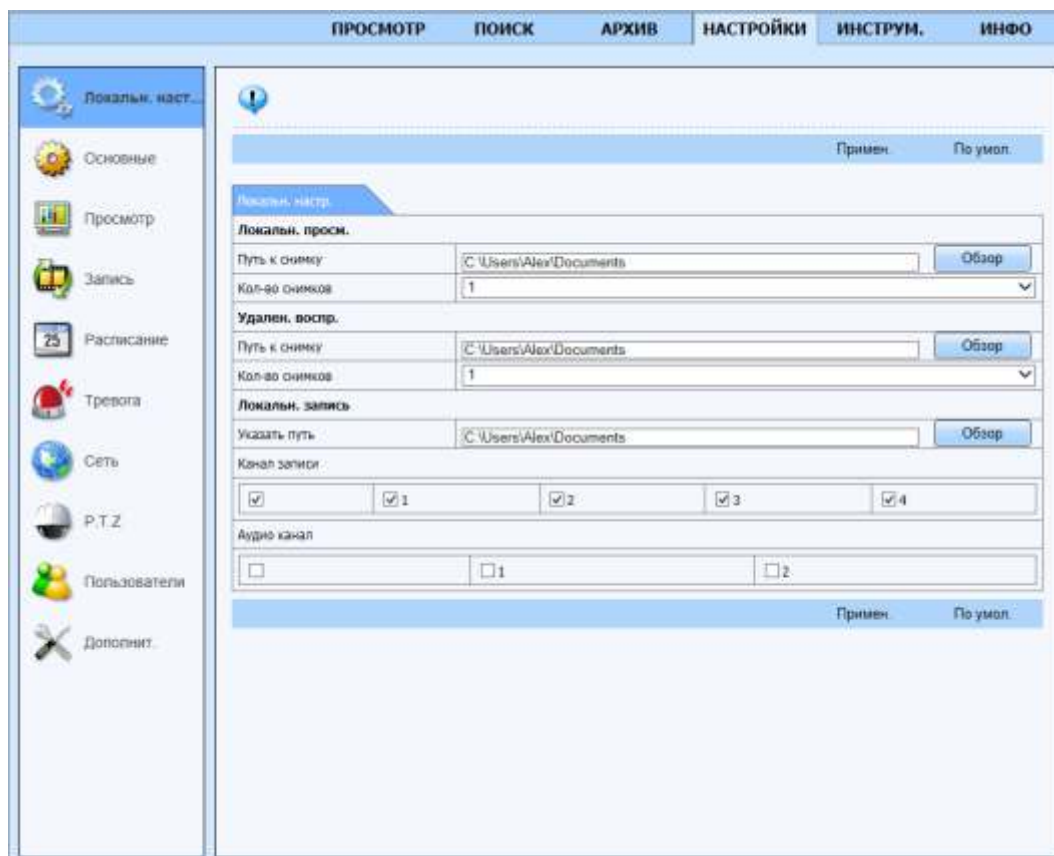 ПРОСМОТР ПОИСК АРХИВ НАСТРОЙКИ ИНСТРУМ. ИНФО
Локальн. наст...
Основные
Просмотр
Запись
25
Расписание
Тревога
Сеть
P.T.Z
Пользователи
Дополнит.
Примен. По умол.
Локальн. настр.
Локальн. просм.
Путь к снимку C:\Users\Alex\Documents Обзор
Кол-во снимков 1
Удален. воспр.
Путь к снимку C:\Users\Alex\Documents Обзор
Кол-во снимков 1
Локальн. запись
Указать путь C:\Users\Alex\Documents Обзор
Канал записи
1 2 3 4
Аудио канал
1 2
Примен. По умол.